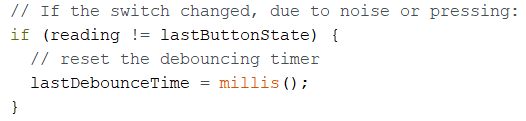 // If the switch changed, due to noise or pressing:
if (reading != lastButtonState) {
  // reset the debouncing timer
  lastDebounceTime = millis();
}